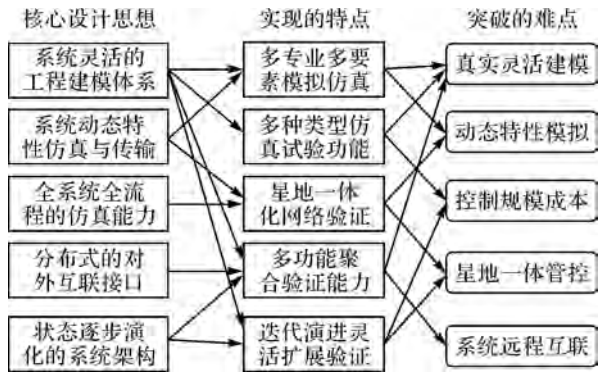 核心设计思想
实现的特点
突破的难点
系统灵活的
工程建模体系
多专业多要
素模拟仿真
真实灵活建模
系统动态特
性仿真与传输
多种类型仿
真试验功能
动态特性模拟
全系统全流
程的仿真能力
星地一体
化网络验证
控制规模成本
分布式的对
外互联接口
多功能聚
合验证能力
星地一体管控
状态逐步演
化的系统架构
迭代演进灵
活扩展验证
系统远程互联